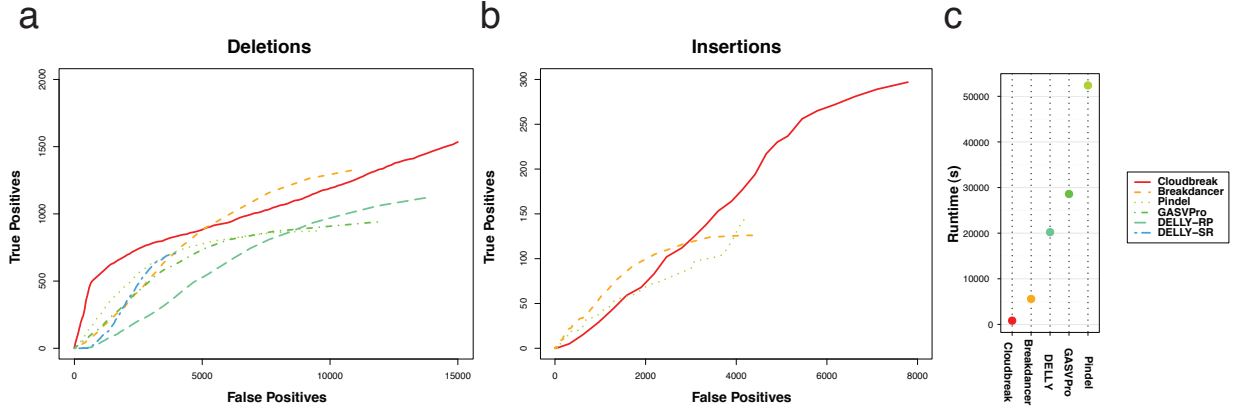 a
Deletions
True Positives
2000
1500
1000
500
0
0
5000
10000
15000
False Positives
b
Insertions
True Positives
300
250
200
150
100
50
0
0
2000
4000
6000
8000
False Positives
c
Runtime (s)
50000
40000
30000
20000
10000
0
Cloudbreak
Breakdancer
DELLY
GASVPro
Pindel
Cloudbreak
Breakdancer
Pindel
GASVPro
DELLY−RP
DELLY−SR